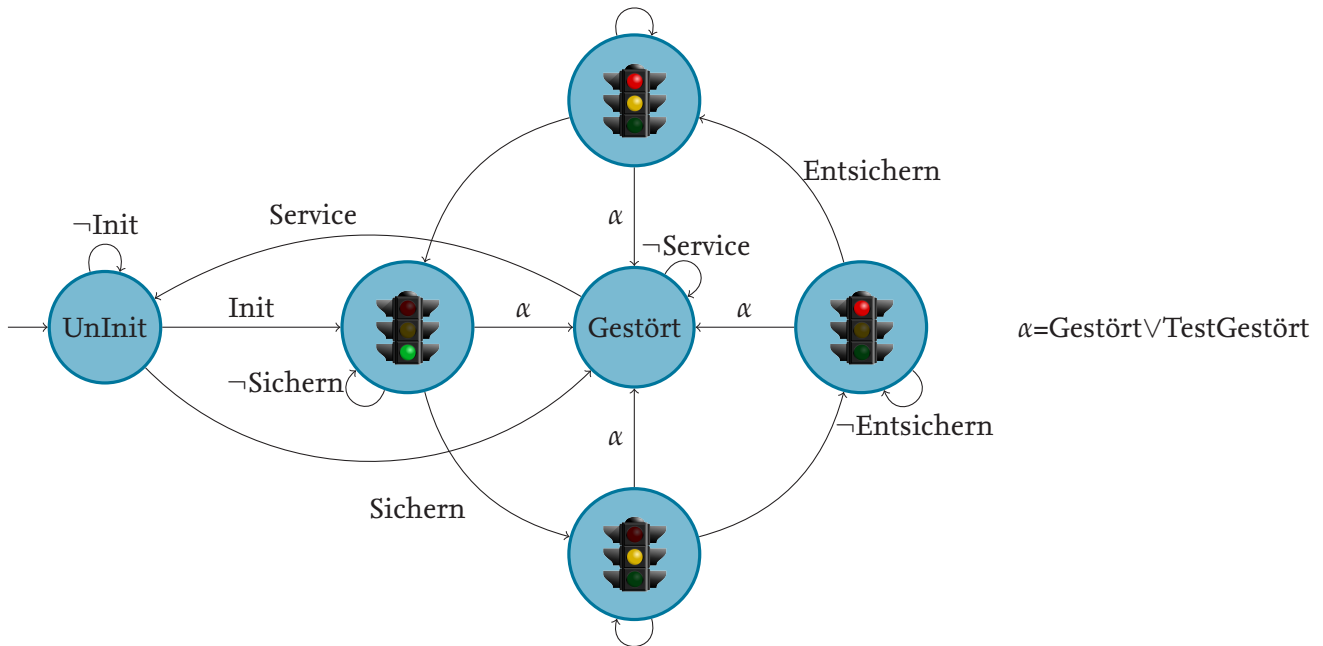 Entsichern
¬Init
Service
α
¬Service
UnInit
Init
α
Gestört
α
α=Gestört∨TestGestört
¬Sichern
¬Entsichern
α
Sichern